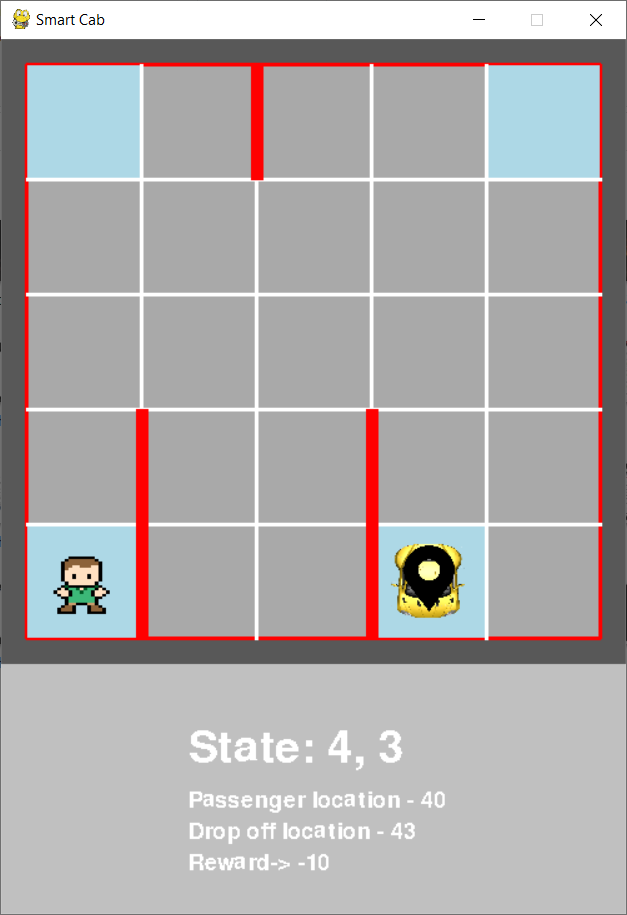 Smart Cab
State: 4, 3
Passenger location - 40
Drop off location - 43
Reward-> -10